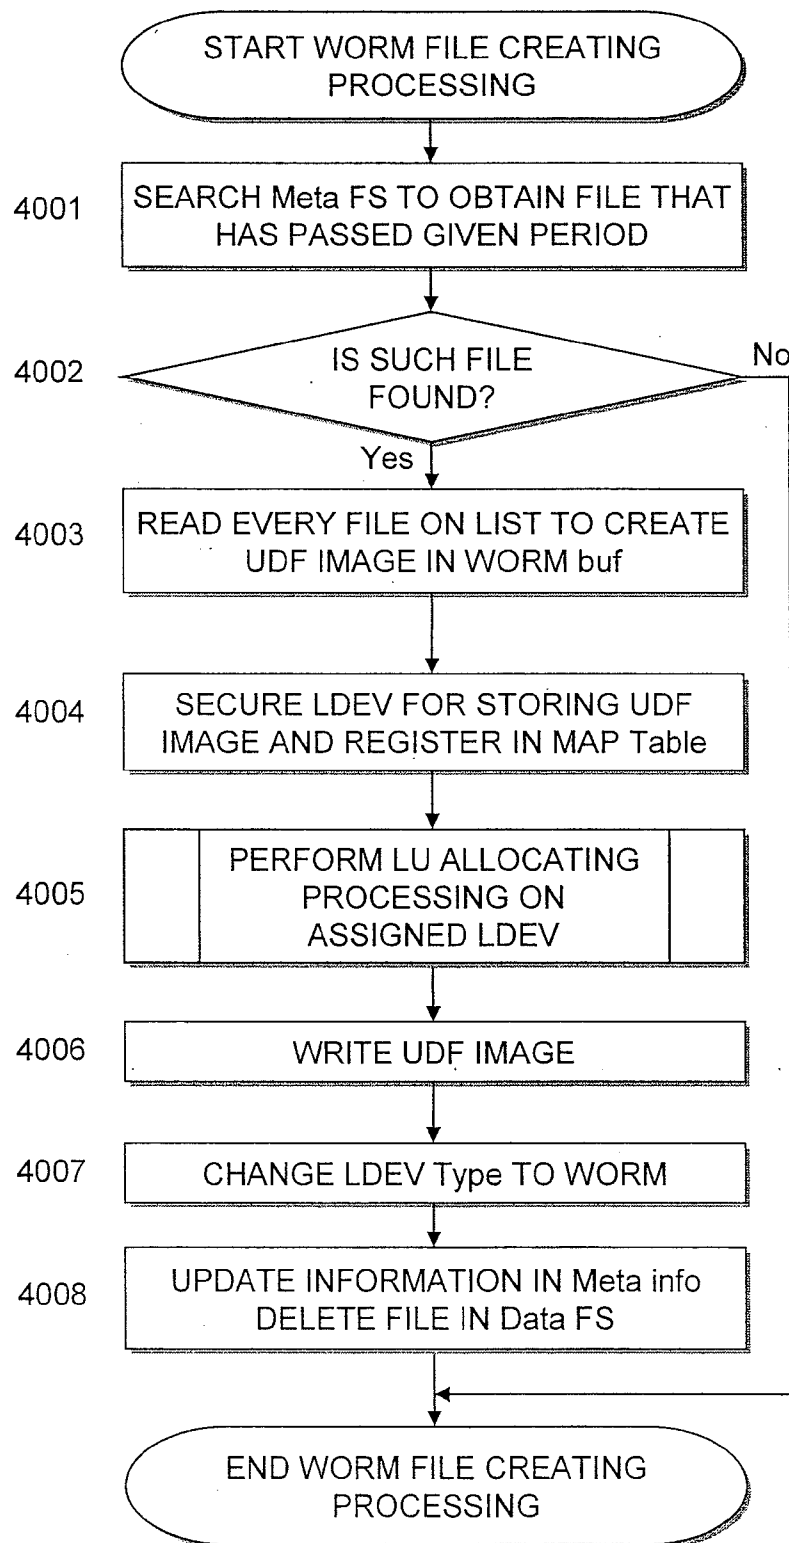 START WORM FILE CREATING
PROCESSING
4001
SEARCH Meta FS TO OBTAIN FILE THAT
HAS PASSED GIVEN PERIOD
4002
IS SUCH FILE
FOUND?
No
Yes
4003
READ EVERY FILE ON LIST TO CREATE
UDF IMAGE IN WORM buf
4004
SECURE LDEV FOR STORING UDF
IMAGE AND REGISTER IN MAP Table
4005
PERFORM LU ALLOCATING
PROCESSING ON
ASSIGNED LDEV
4006
WRITE UDF IMAGE
4007
CHANGE LDEV Type TO WORM
4008
UPDATE INFORMATION IN Meta info
DELETE FILE IN Data FS
END WORM FILE CREATING
PROCESSING